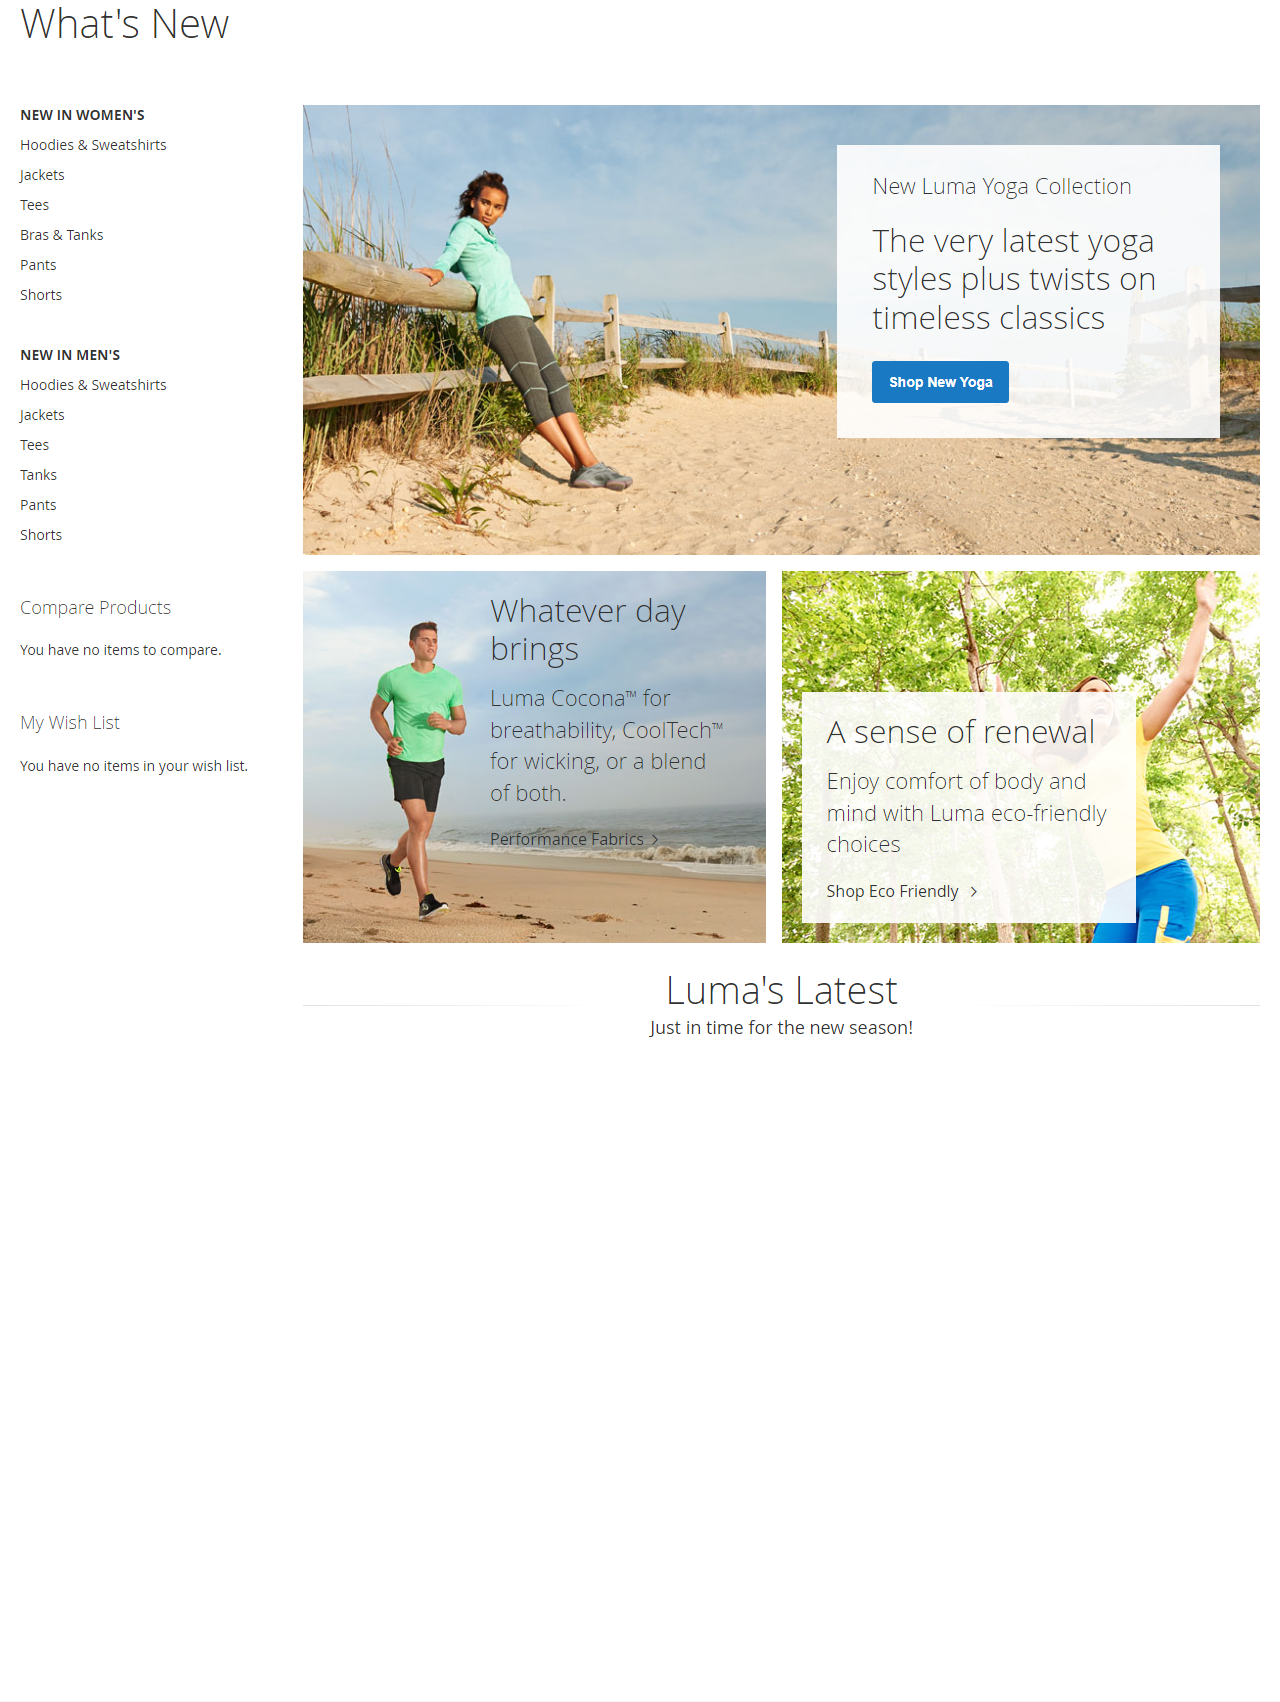 What's New
NEW IN WOMEN'S
Hoodies & Sweatshirts
Jackets
Tees
Bras & Tanks
Pants
Shorts
NEW IN MEN'S
Hoodies & Sweatshirts
Jackets
Tees
Tanks
Pants
Shorts
Compare Products
You have no items to compare.
My Wish List
You have no items in your wish list.
New Luma Yoga Collection
The very latest yoga
styles plus twists on
timeless classics
Shop New Yoga
Whatever day
brings
Luma Cocona™ for
breathability, CoolTech™
for wicking, or a blend
of both.
Performance Fabrics
A sense of renewal
Enjoy comfort of body and
mind with Luma eco-friendly
choices
Shop Eco Friendly
Luma's Latest
Just in time for the new season!